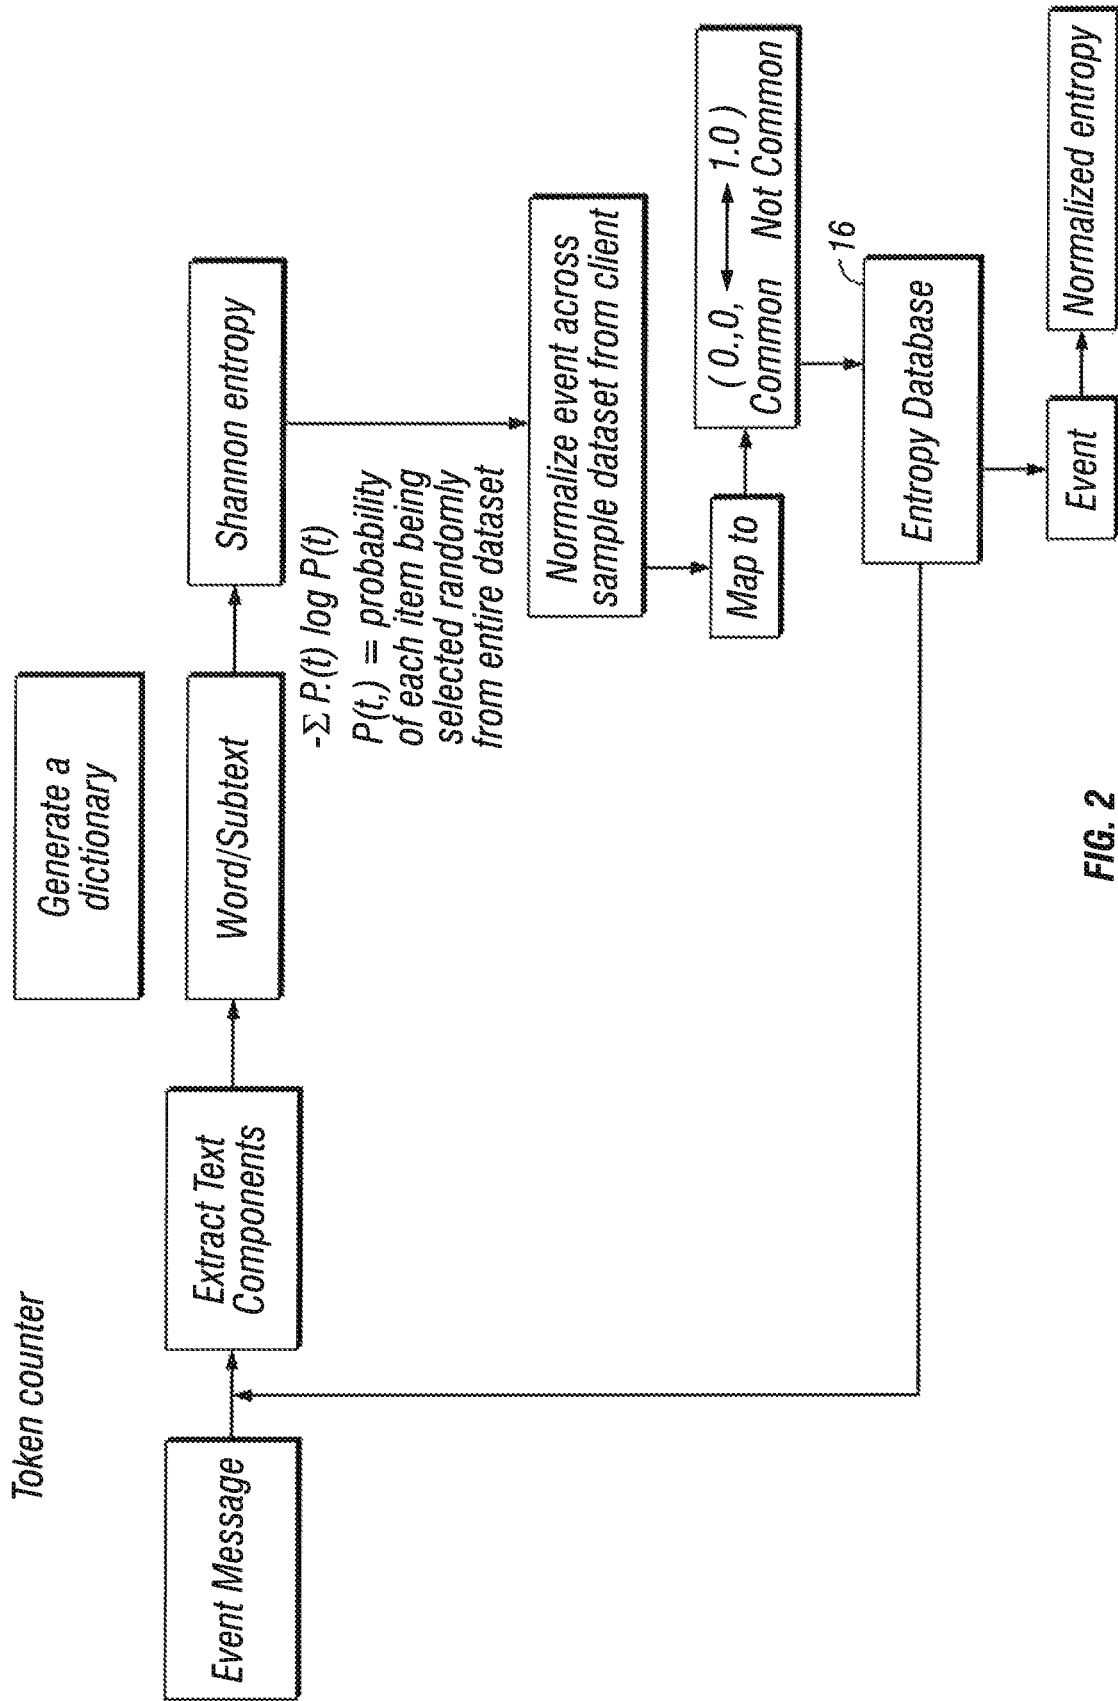 Token counter
Generate a
dictionary
Event Message
Extract Text
Components
Word/Subtext
Shannon entropy
-Σ P.(t) log P(t)
P(t,) = probability
of each item being
selected randomly
from entire dataset
Normalize event across
sample dataset from client
Map to
( 0.,0, 1.0 )
Common Not Common
16
Entropy Database
Event
Normalized entropy
FIG. 2